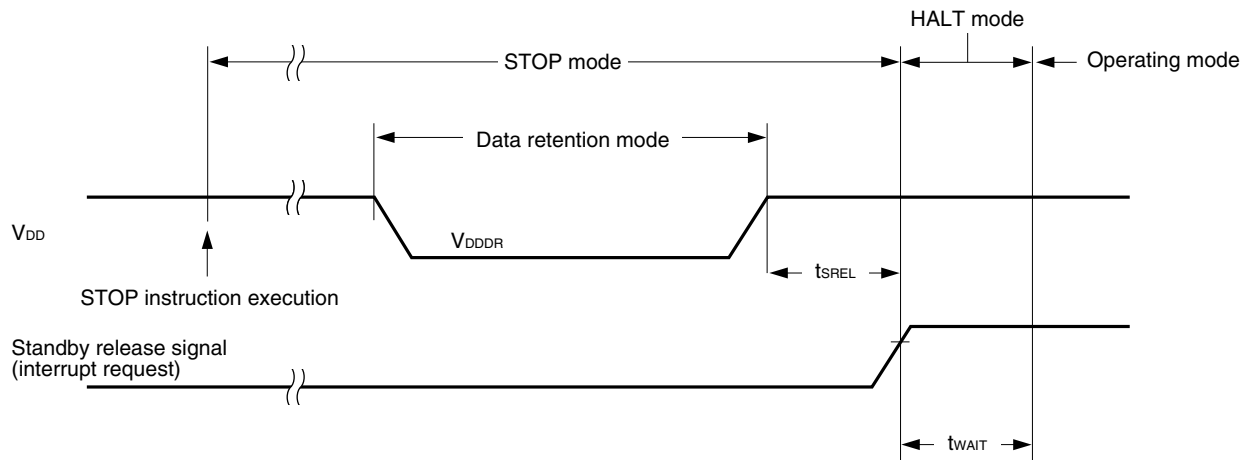 HALT mode
STOP mode
Operating mode
Data retention mode
VDD
VDDDR
tSREL
STOP instruction execution
Standby release signal
(interrupt request)
tWAIT